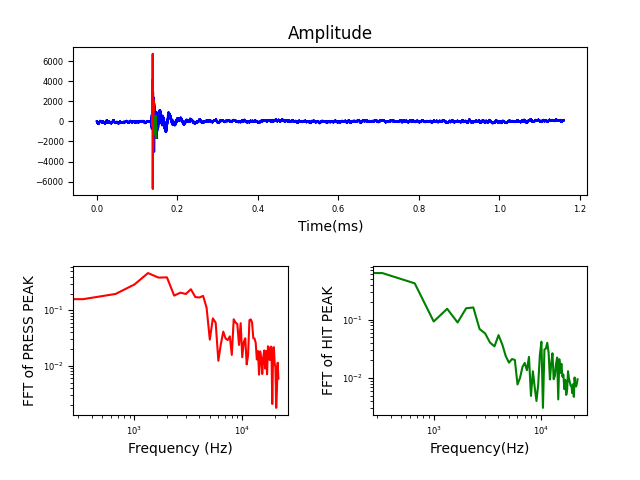 Amplitude
6000
4000
2000
0
−2000
−4000
−6000
0.0 0.2 0.4 0.6 0.8 1.0 1.2
Time(ms)
FFT of PRESS PEAK
10⁻¹
10⁻²
10³ 10⁴
Frequency (Hz)
FFT of HIT PEAK
10⁻¹
10⁻²
10³ 10⁴
Frequency(Hz)